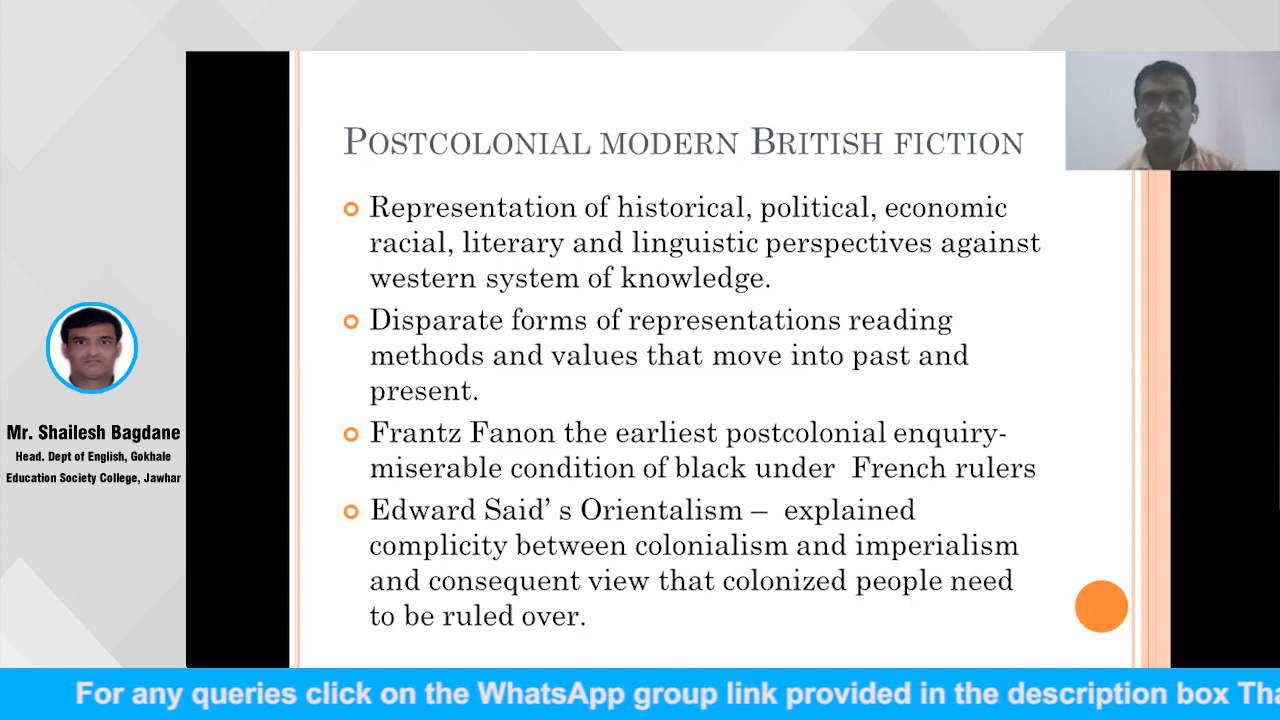 POSTCOLONIAL MODERN BRITISH FICTION
Representation of historical, political, economic
racial, literary and linguistic perspectives against
western system of knowledge.
Disparate forms of representations reading
methods and values that move into past and
present.
Frantz Fanon the earliest postcolonial enquiry-
miserable condition of black under French rulers
Edward Said’ s Orientalism – explained
complicity between colonialism and imperialism
and consequent view that colonized people need
to be ruled over.
Mr. Shailesh Bagdane
Head. Dept of English, Gokhale
Education Society College, Jawhar
For any queries click on the WhatsApp group link provided in the description box